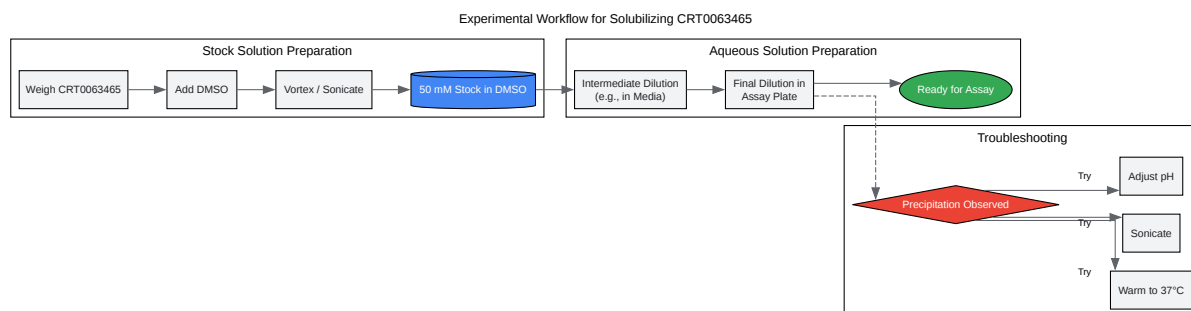 Experimental Workflow for Solubilizing CRT0063465
Stock Solution Preparation
Weigh CRT0063465
Add DMSO
Vortex / Sonicate
50 mM Stock in DMSO
Aqueous Solution Preparation
Intermediate Dilution
(e.g., in Media)
Final Dilution in
Assay Plate
Ready for Assay
Troubleshooting
Precipitation Observed
Try
Adjust pH
Try
Sonicate
Try
Warm to 37°C